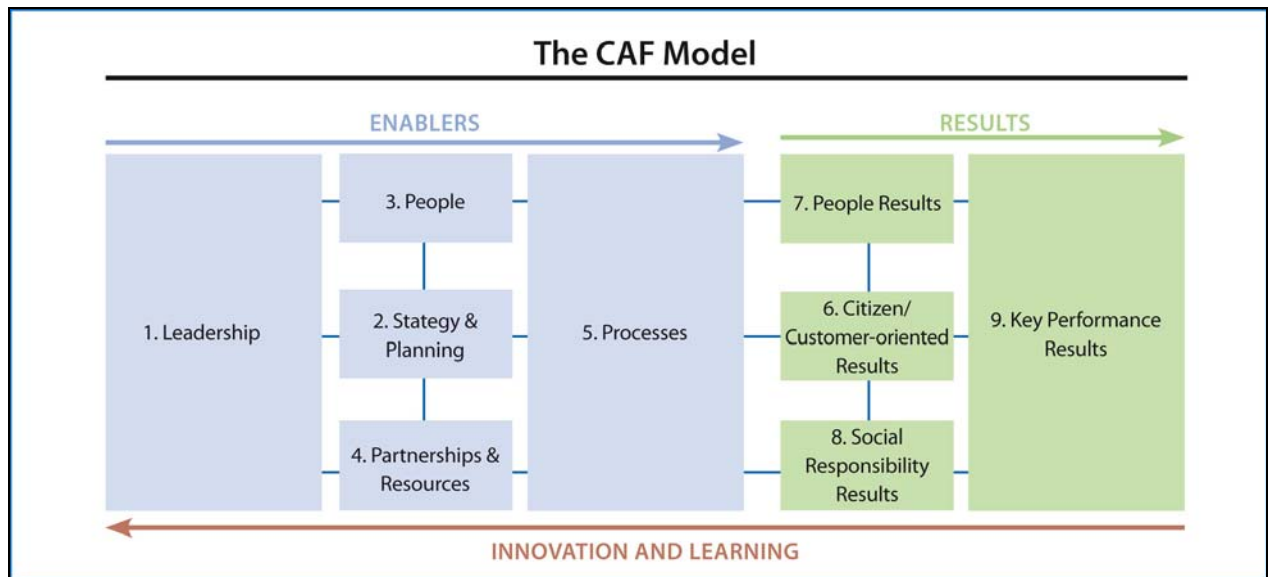 The CAF Model
ENABLERS
RESULTS
1. Leadership
3. People
2. Stategy &
Planning
4. Partnerships &
Resources
5. Processes
7. People Results
6. Citizen/
Customer-oriented
Results
8. Social
Responsibility
Results
9. Key Performance
Results
INNOVATION AND LEARNING